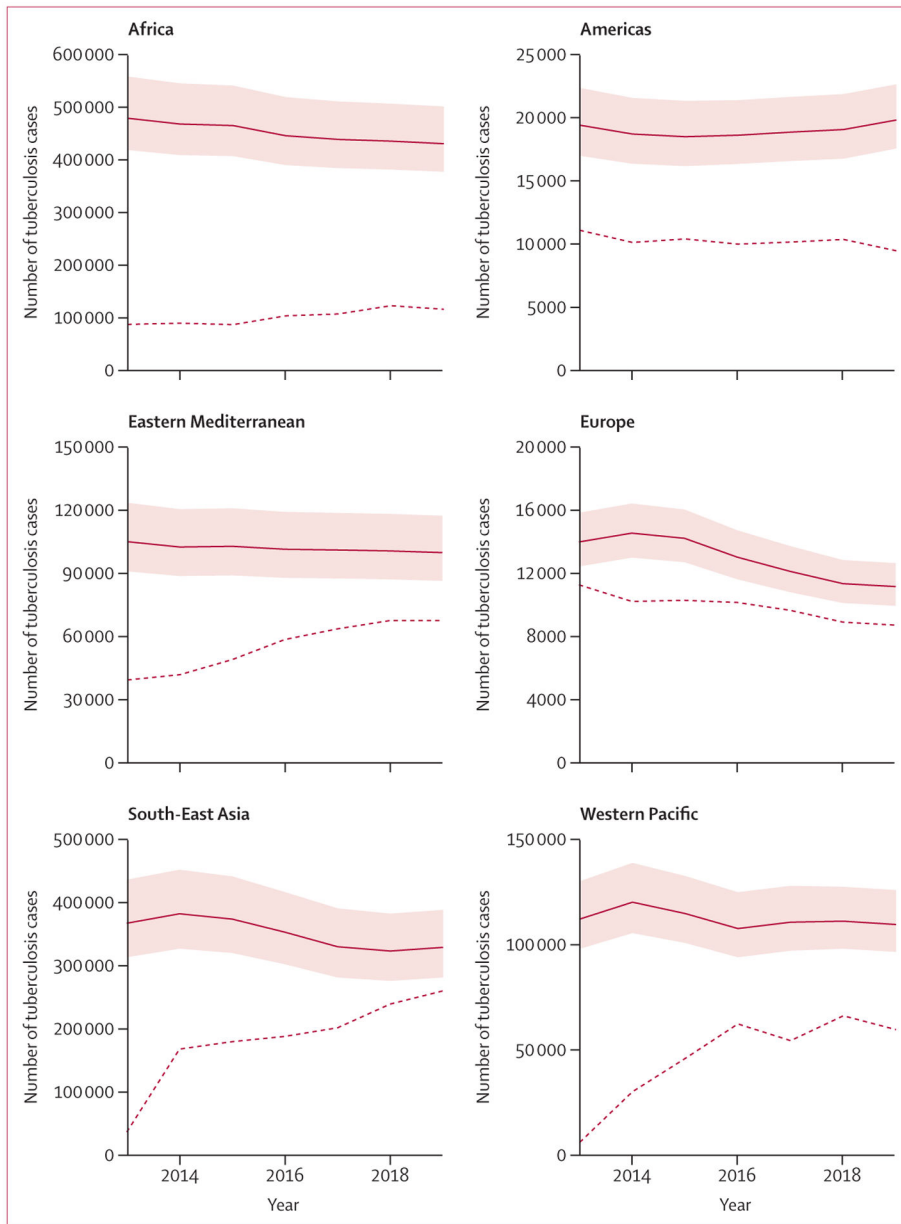 Africa
Americas
Number of tuberculosis cases
600 000
500 000
400 000
300 000
200 000
100 000
0
Number of tuberculosis cases
25 000
20 000
15 000
10 000
5000
0
Eastern Mediterranean
Europe
Number of tuberculosis cases
150 000
120 000
90 000
60 000
30 000
0
Number of tuberculosis cases
20 000
16 000
12 000
8000
4000
0
South-East Asia
Western Pacific
Number of tuberculosis cases
500 000
400 000
300 000
200 000
100 000
0
2014
2016
2018
Year
Number of tuberculosis cases
150 000
100 000
50 000
0
2014
2016
2018
Year